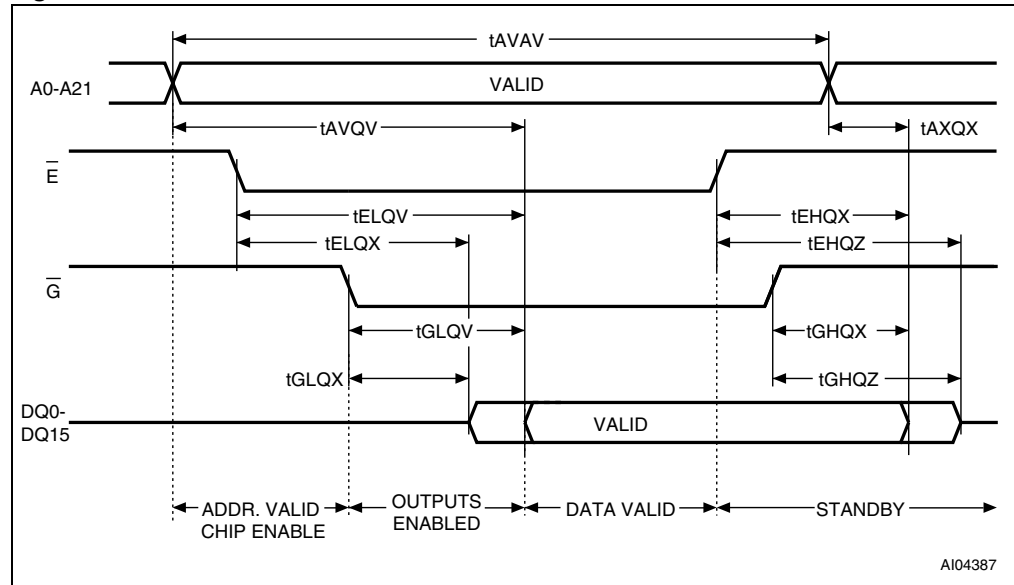 tAVAV
A0-A21
VALID
tAVQV
tAXQX
E
tELQV
tEHQX
tELQX
tEHQZ
G
tGLQV
tGHQX
tGLQX
tGHQZ
DQ0-
DQ15
VALID
ADDR. VALID
CHIP ENABLE
OUTPUTS
ENABLED
DATA VALID
STANDBY
AI04387